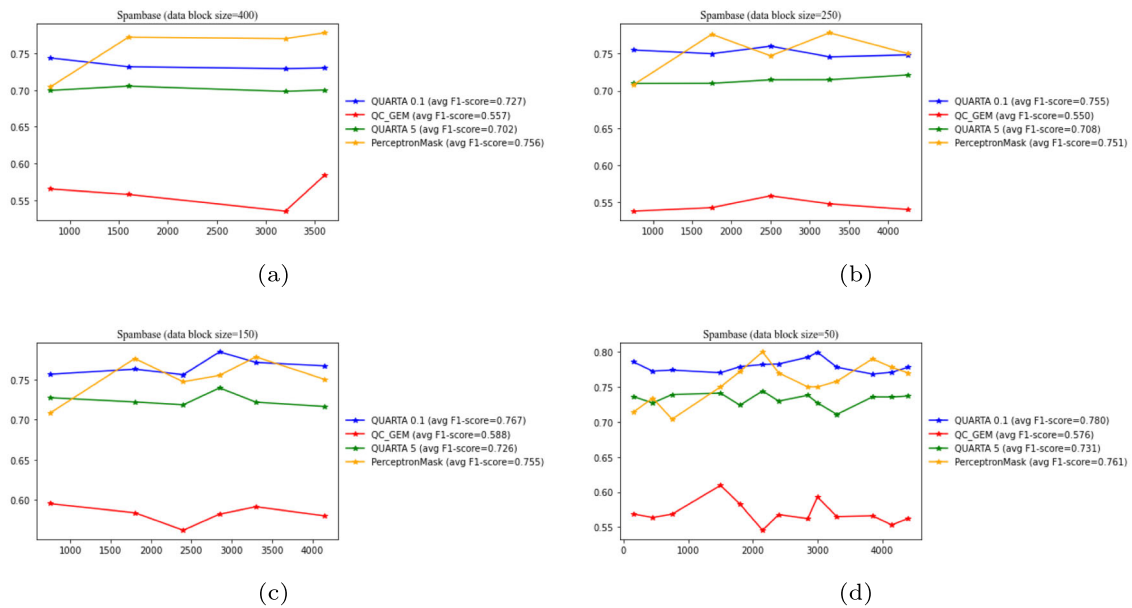 Spambase (data block size=400)
0.75
0.70
0.65
0.60
0.55
1000
1500
2000
2500
3000
3500
QUARTA 0.1 (avg F1-score=0.727)
QC_GEM (avg F1-score=0.557)
QUARTA 5 (avg F1-score=0.702)
PerceptronMask (avg F1-score=0.756)
(a)
Spambase (data block size=250)
0.75
0.70
0.65
0.60
0.55
1000
1500
2000
2500
3000
3500
4000
QUARTA 0.1 (avg F1-score=0.755)
QC_GEM (avg F1-score=0.550)
QUARTA 5 (avg F1-score=0.708)
PerceptronMask (avg F1-score=0.751)
(b)
Spambase (data block size=150)
0.75
0.70
0.65
0.60
1000
1500
2000
2500
3000
3500
4000
QUARTA 0.1 (avg F1-score=0.767)
QC_GEM (avg F1-score=0.588)
QUARTA 5 (avg F1-score=0.726)
PerceptronMask (avg F1-score=0.755)
(c)
Spambase (data block size=50)
0.80
0.75
0.70
0.65
0.60
0.55
0
1000
2000
3000
4000
QUARTA 0.1 (avg F1-score=0.780)
QC_GEM (avg F1-score=0.576)
QUARTA 5 (avg F1-score=0.731)
PerceptronMask (avg F1-score=0.761)
(d)